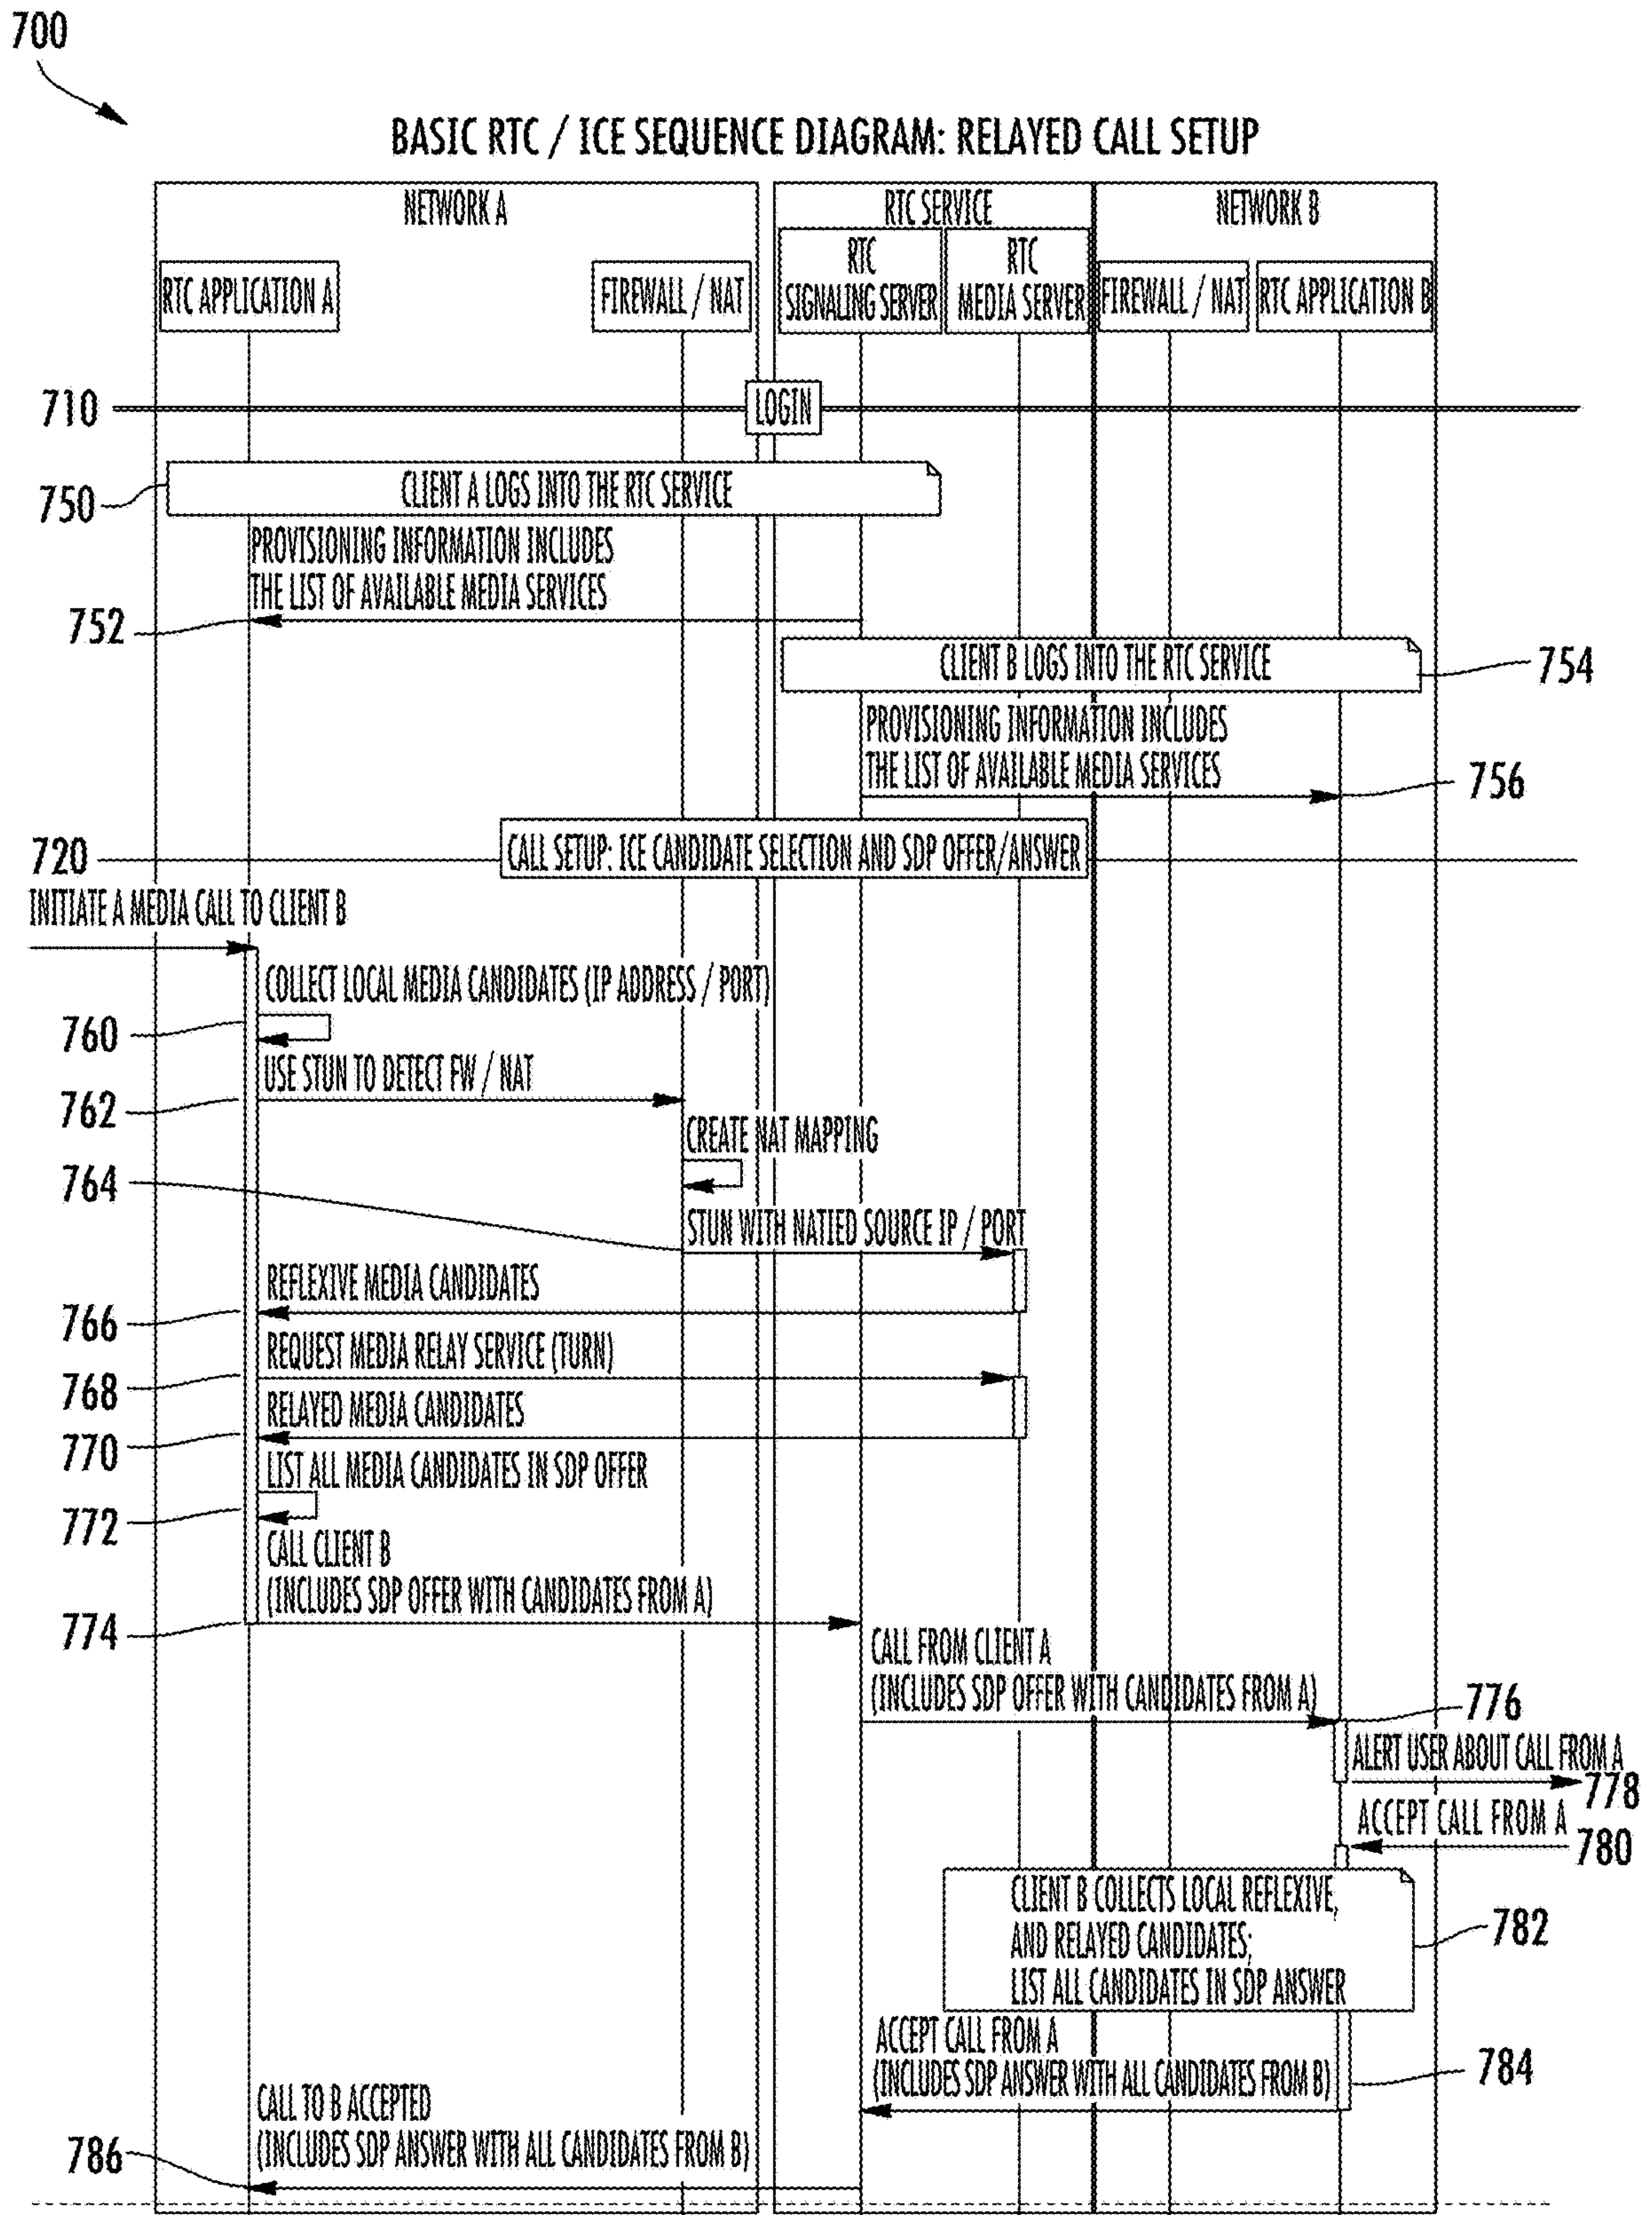 700
BASIC RTC / ICE SEQUENCE DIAGRAM: RELAYED CALL SETUP
NETWORK A
RTC SERVICE
NETWORK B
RTC APPLICATION A
FIREWALL / NAT
RTC
SIGNALING SERVER
RTC
MEDIA SERVER
FIREWALL / NAT
RTC APPLICATION B
710
LOGIN
750
CLIENT A LOGS INTO THE RTC SERVICE
PROVISIONING INFORMATION INCLUDES
THE LIST OF AVAILABLE MEDIA SERVICES
752
CLIENT B LOGS INTO THE RTC SERVICE
754
PROVISIONING INFORMATION INCLUDES
THE LIST OF AVAILABLE MEDIA SERVICES
756
720
CALL SETUP: ICE CANDIDATE SELECTION AND SDP OFFER/ANSWER
INITIATE A MEDIA CALL TO CLIENT B
COLLECT LOCAL MEDIA CANDIDATES (IP ADDRESS / PORT)
760
USE STUN TO DETECT FW / NAT
762
CREATE NAT MAPPING
764
STUN WITH NATIED SOURCE IP / PORT
REFLEXIVE MEDIA CANDIDATES
766
REQUEST MEDIA RELAY SERVICE (TURN)
768
RELAYED MEDIA CANDIDATES
770
LIST ALL MEDIA CANDIDATES IN SDP OFFER
772
CALL CLIENT B
(INCLUDES SDP OFFER WITH CANDIDATES FROM A)
774
CALL FROM CLIENT A
(INCLUDES SDP OFFER WITH CANDIDATES FROM A)
776
ALERT USER ABOUT CALL FROM A
778
ACCEPT CALL FROM A
780
CLIENT B COLLECTS LOCAL REFLEXIVE,
AND RELAYED CANDIDATES;
LIST ALL CANDIDATES IN SDP ANSWER
782
ACCEPT CALL FROM A
(INCLUDES SDP ANSWER WITH ALL CANDIDATES FROM B)
784
CALL TO B ACCEPTED
(INCLUDES SDP ANSWER WITH ALL CANDIDATES FROM B)
786